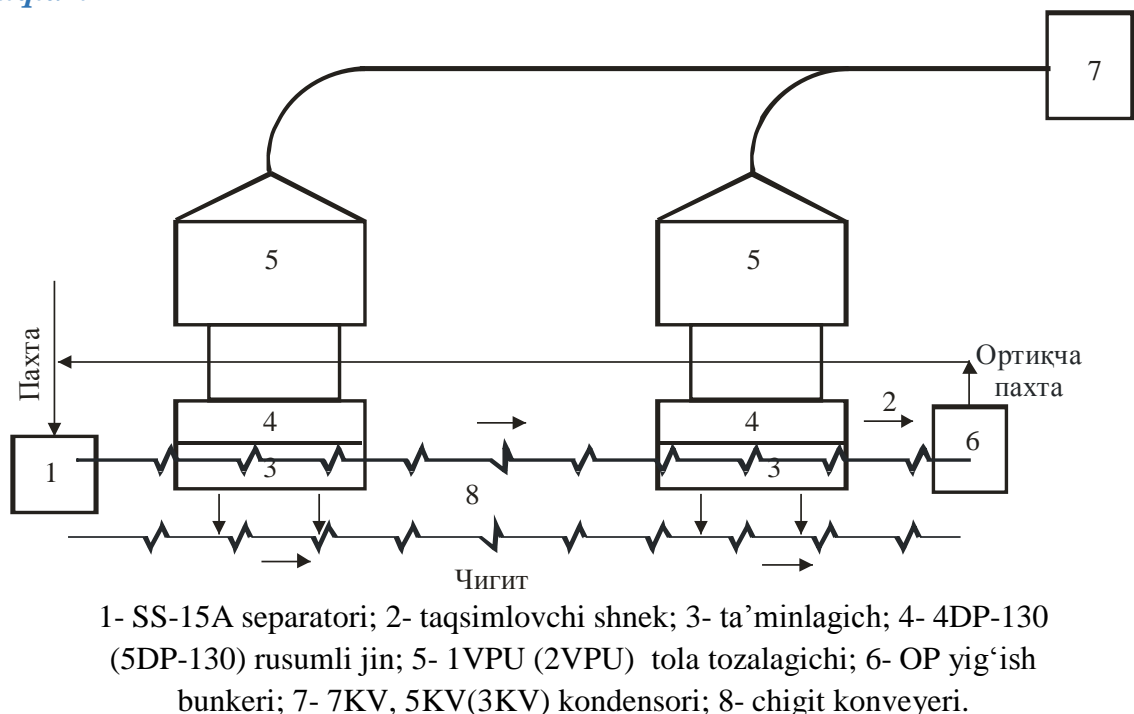 7
5
5
Пахта
Ортиқча
пахта
4
4
2
1
3
3
6
8
Чигит
1- SS-15A separatori; 2- taqsimlovchi shnek; 3- ta’minlagich; 4- 4DP-130
(5DP-130) rusumli jin; 5- 1VPU (2VPU) tola tozalagichi; 6- OP yig‘ish
bunkeri; 7- 7KV, 5KV(3KV) kondensori; 8- chigit konveyeri.